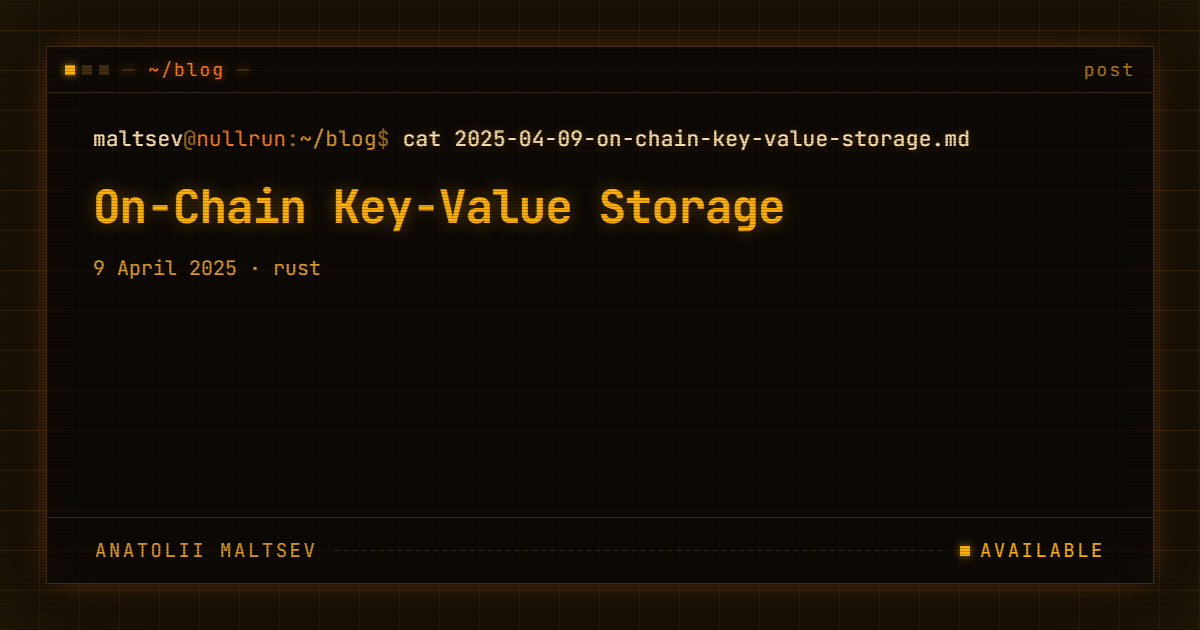 ~/blog
post
maltsev@nullrun:~/blog$ cat 2025-04-09-on-chain-key-value-storage.md
On-Chain Key-Value Storage
9 April 2025 · rust
ANATOLII MALTSEV
AVAILABLE